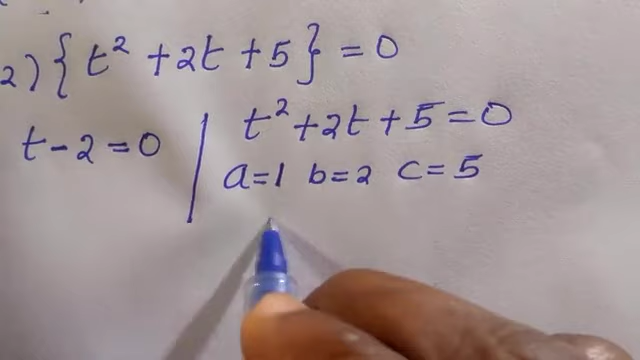 2) {t² + 2t + 5} = 0
t - 2 = 0 | t² + 2t + 5 = 0
a = 1 b = 2 c = 5